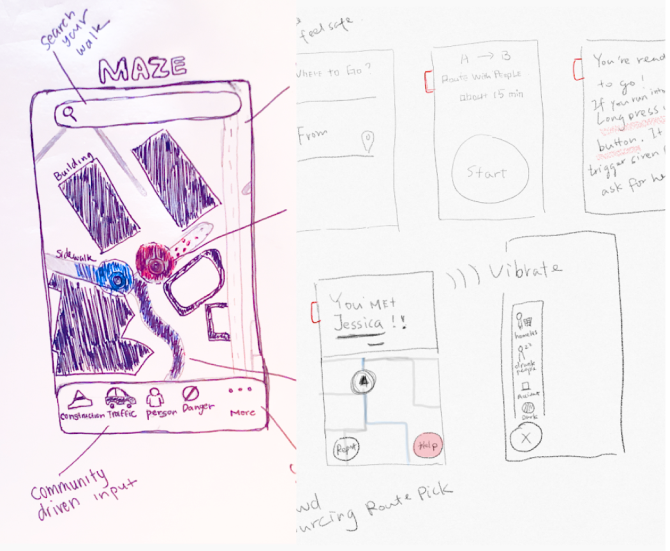 search
your
walk
MAZE
Building
sidewalk
construction Traffic person Danger More
community
driven input
feel safe.
Where to Go?
From
A → B
Route with People
about 15 min
Start
You're read
to go!
If you run into
Long press
button. It
trigger siren
ask for he
You MET
Jessica!!
Report
Help
))) Vibrate
homeless
drunk
people
Accident
Dark
X
wd
urcing Route Pick